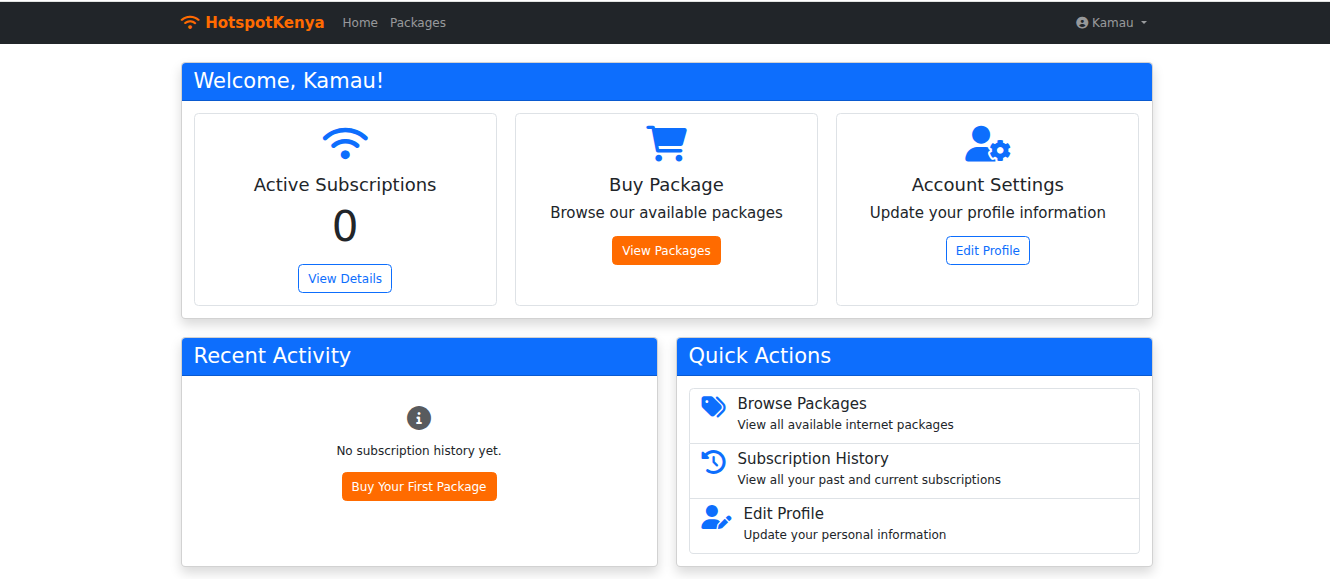 HotspotKenya Home Packages Kamau
Welcome, Kamau!
Active Subscriptions
0
View Details
Buy Package
Browse our available packages
View Packages
Account Settings
Update your profile information
Edit Profile
Recent Activity
No subscription history yet.
Buy Your First Package
Quick Actions
Browse Packages
View all available internet packages
Subscription History
View all your past and current subscriptions
Edit Profile
Update your personal information